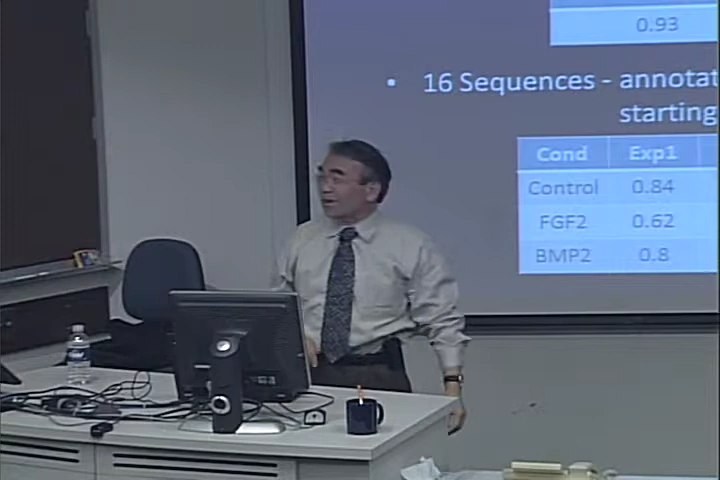 0.93
• 16 Sequences - annotat
starting
Cond Exp1
Control 0.84
FGF2 0.62
BMP2 0.8